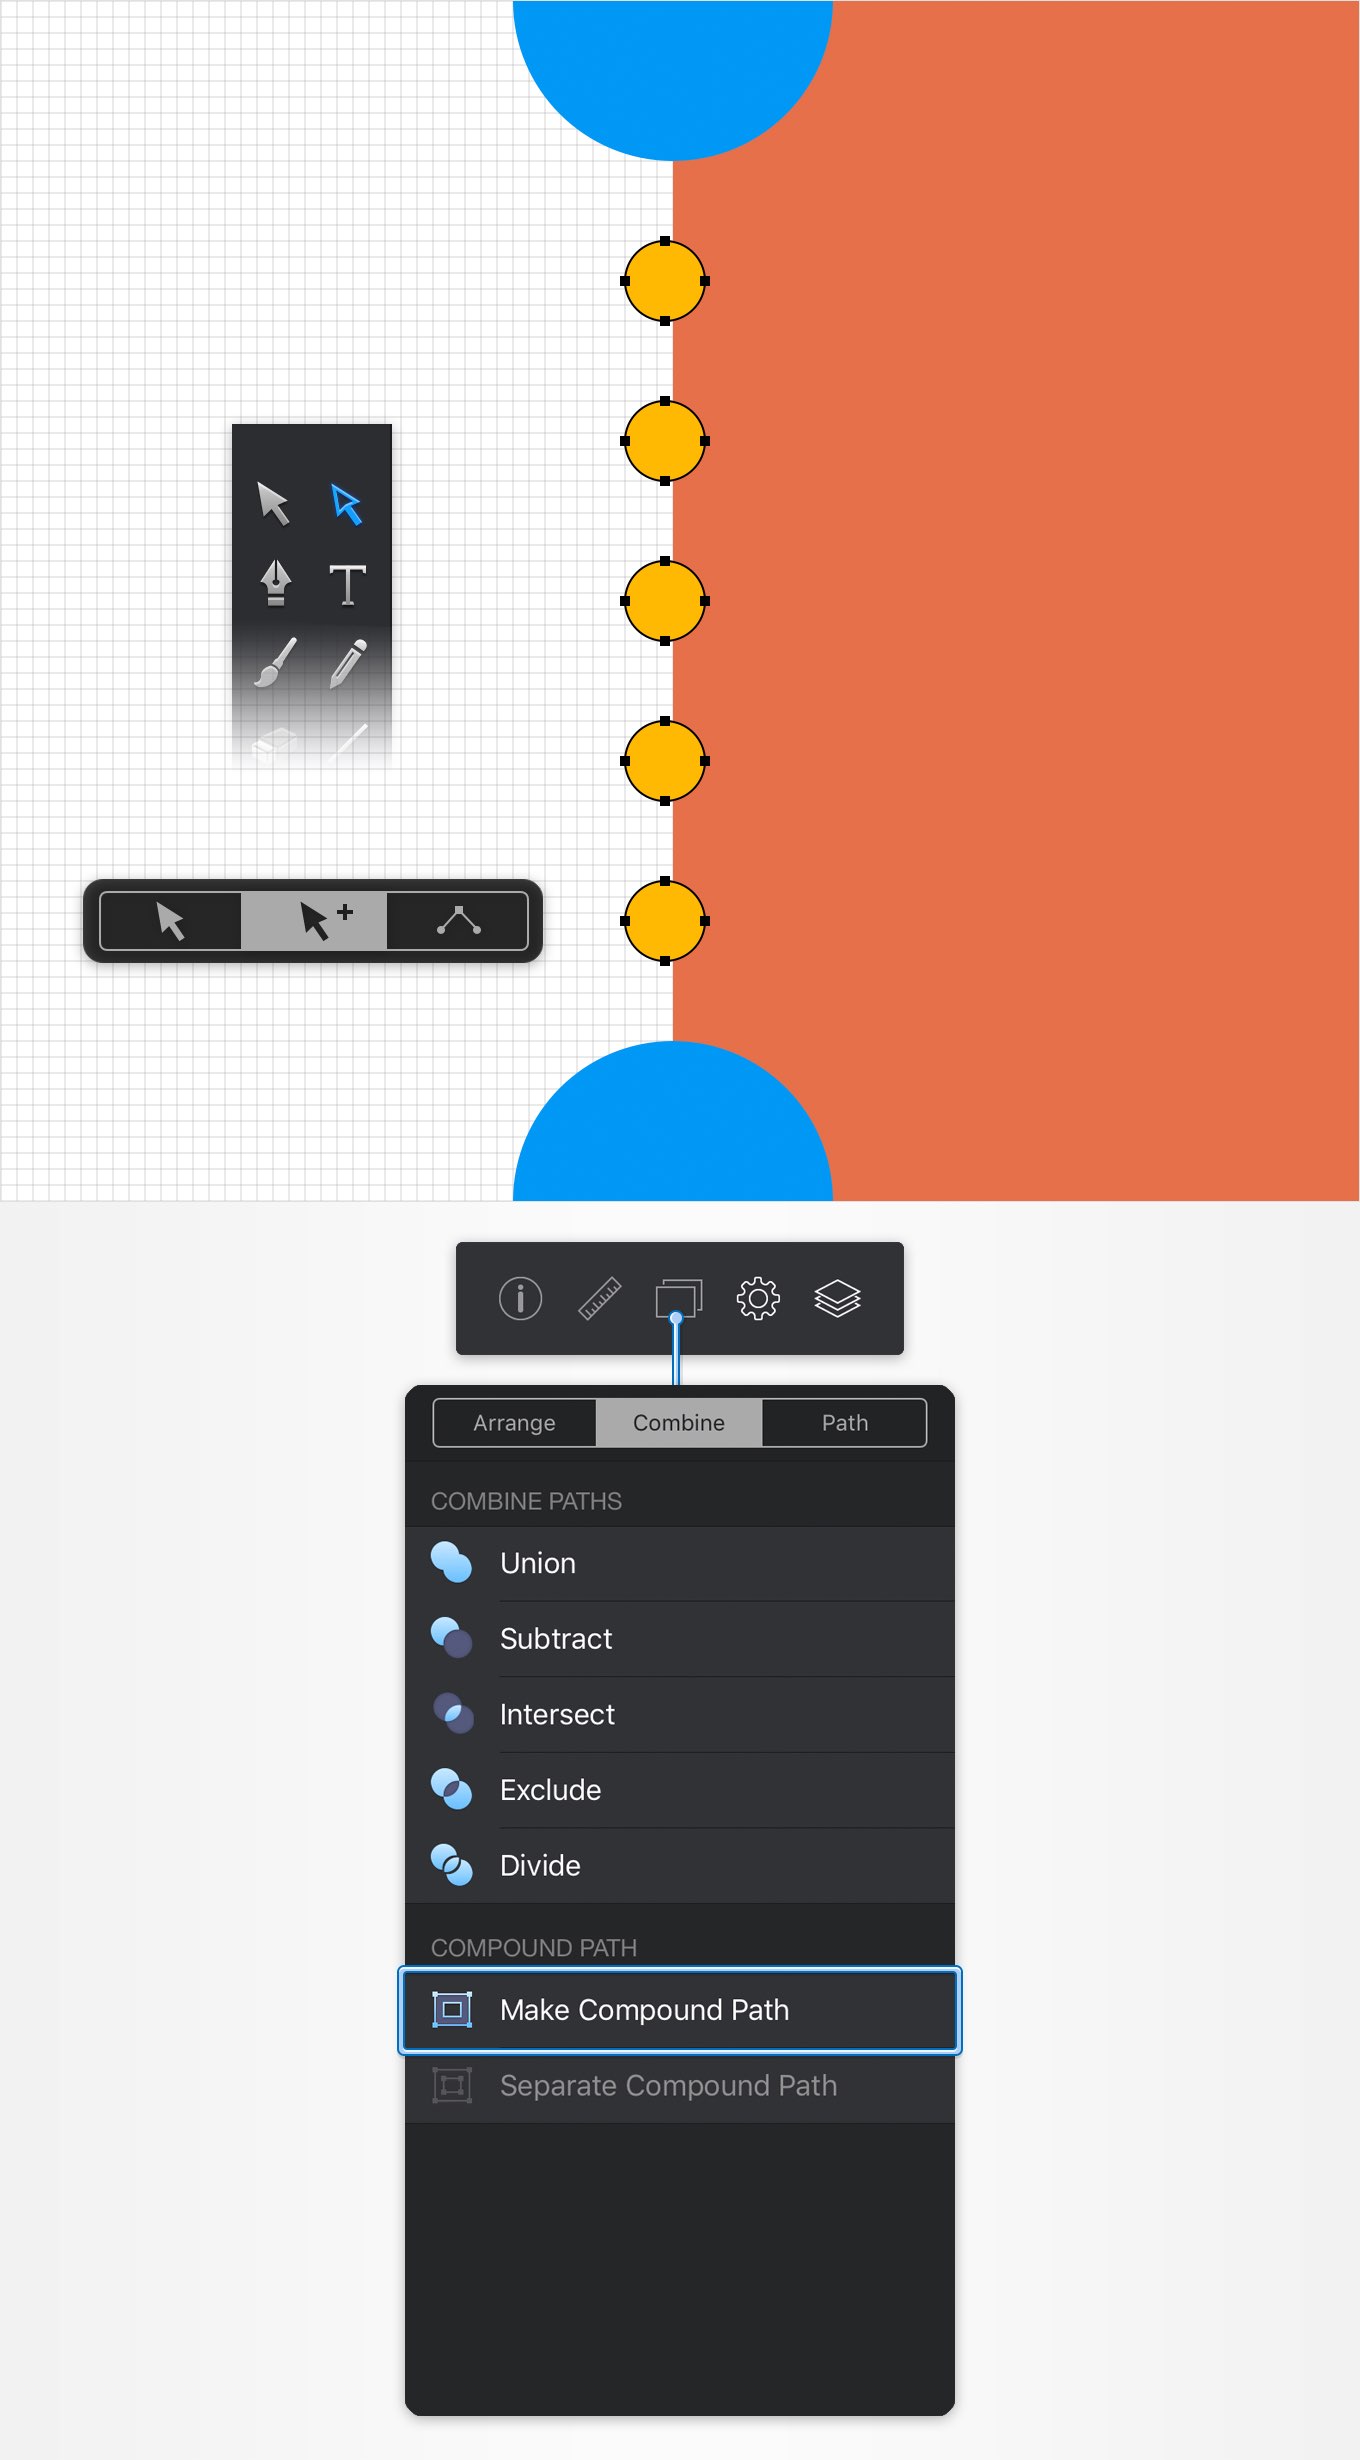 Arrange
Combine
Path
COMBINE PATHS
Union
Subtract
Intersect
Exclude
Divide
COMPOUND PATH
Make Compound Path
Separate Compound Path